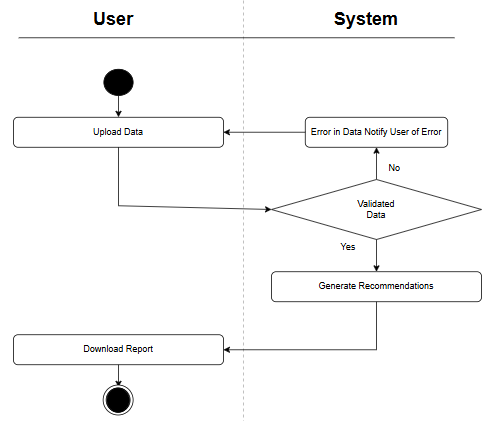 User
System
Upload Data
Error in Data Notify User of Error
No
Validated
Data
Yes
Generate Recommendations
Download Report